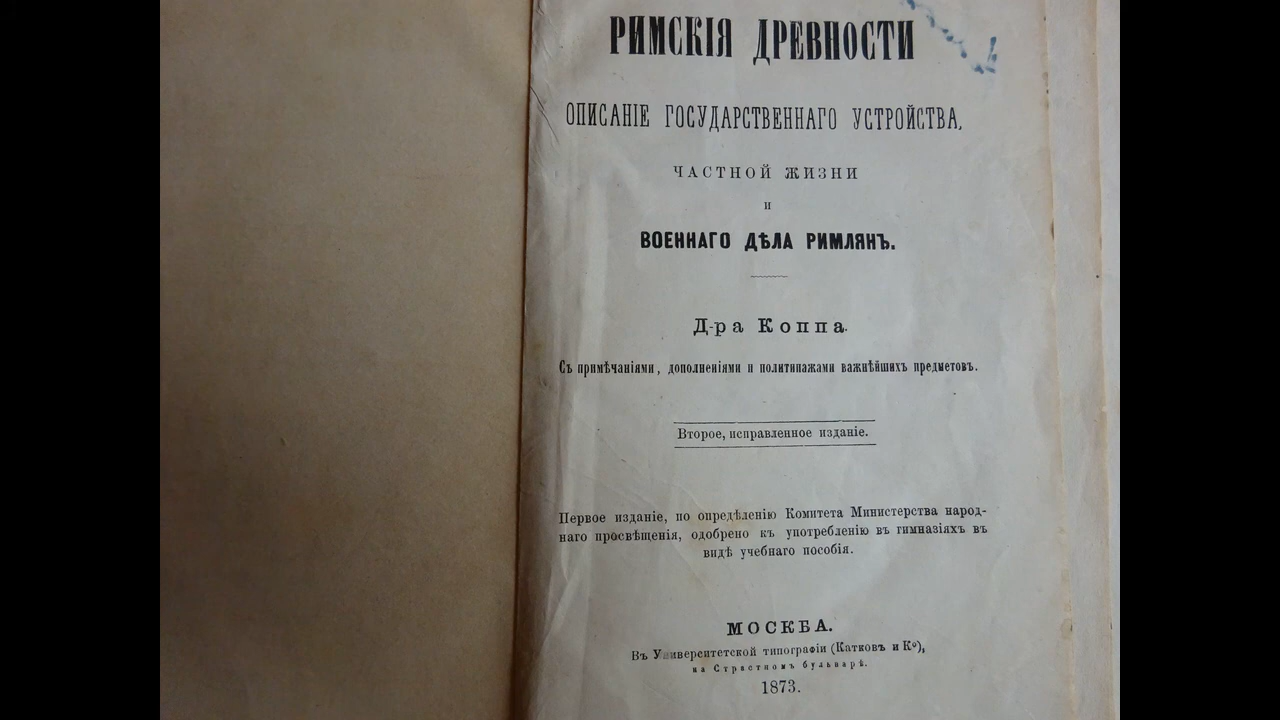 РИМСКІЯ ДРЕВНОСТИ
ОПИСАНІЕ ГОСУДАРСТВЕННАГО УСТРОЙСТВА,
ЧАСТНОЙ ЖИЗНИ
И
ВОЕННАГО ДѢЛА РИМЛЯНЪ.
Д-ра Коппа.
Съ примѣчаніями, дополненіями и политипажами важнѣйшихъ предметовъ.
Второе, исправленное изданіе.
Первое изданіе, по опредѣленію Комитета Министерства народ-
наго просвѣщенія, одобрено къ употребленію въ гимназіяхъ въ
видѣ учебнаго пособія.
МОСКВА.
Въ Университетской типографіи (Катковъ и Кº),
на Страстномъ бульварѣ.
1873.